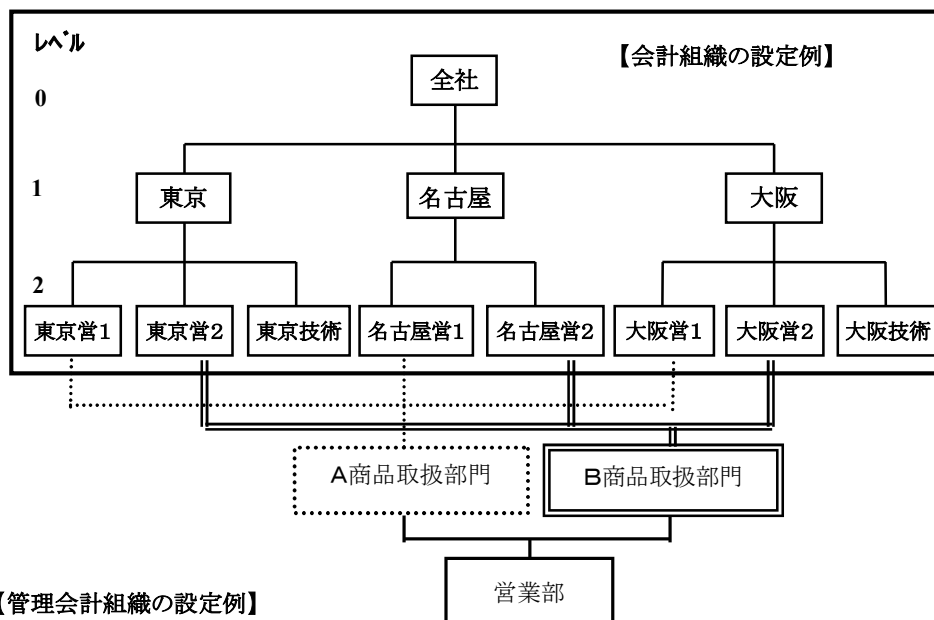 レベル
【会計組織の設定例】
全社
0
1
東京
名古屋
大阪
2
東京営1
東京営2
東京技術
名古屋営1
名古屋営2
大阪営1
大阪営2
大阪技術
A商品取扱部門
B商品取扱部門
営業部
【管理会計組織の設定例】